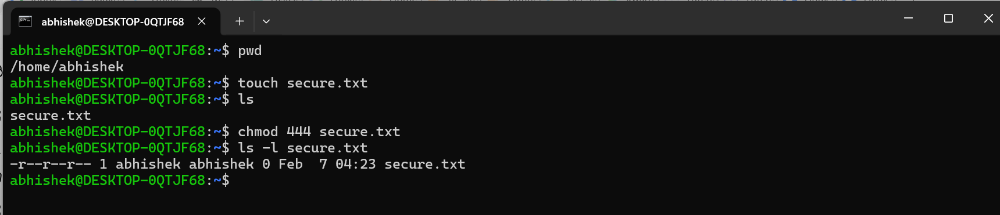 abhishek@DESKTOP-0QTJF68
abhishek@DESKTOP-0QTJF68:~$ pwd
/home/abhishek
abhishek@DESKTOP-0QTJF68:~$ touch secure.txt
abhishek@DESKTOP-0QTJF68:~$ ls
secure.txt
abhishek@DESKTOP-0QTJF68:~$ chmod 444 secure.txt
abhishek@DESKTOP-0QTJF68:~$ ls -l secure.txt
-r--r--r-- 1 abhishek abhishek 0 Feb  7 04:23 secure.txt
abhishek@DESKTOP-0QTJF68:~$